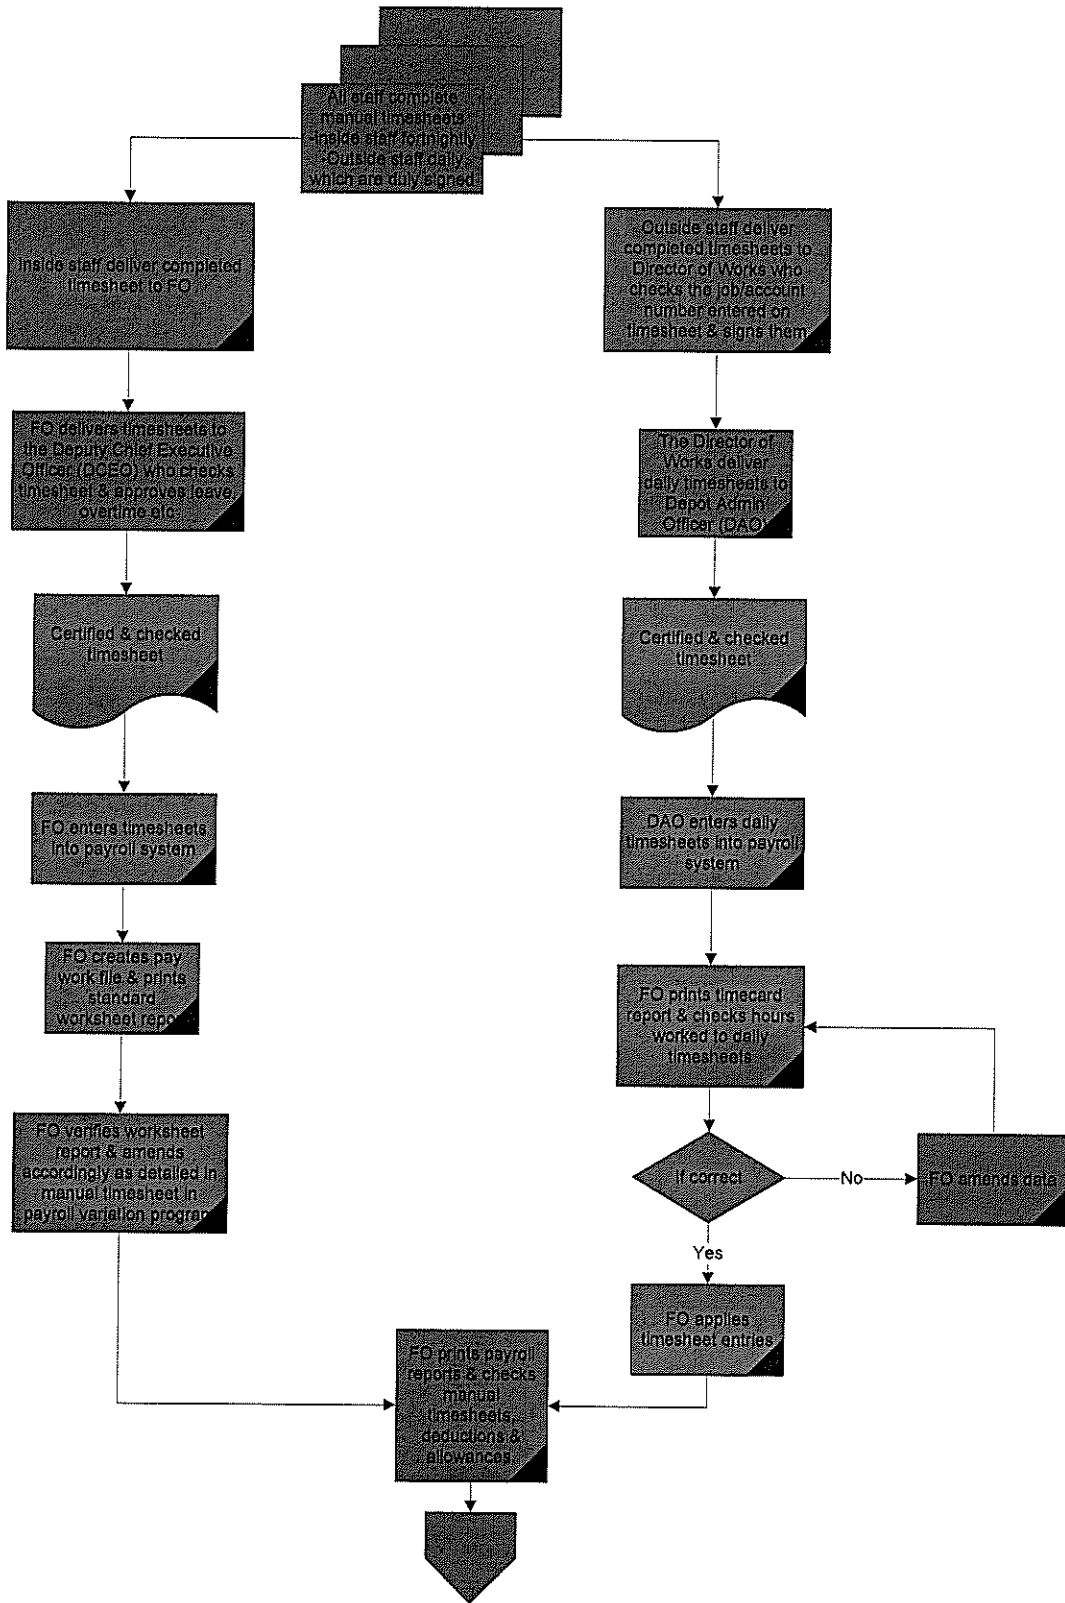 All staff complete
manual timesheets
-Inside staff fortnightly
-Outside staff daily
which are duly signed
Inside staff deliver completed
timesheet to FO
Outside staff deliver
completed timesheets to
Director of Works who
checks the job/account
number entered on
timesheet & signs them
FO delivers timesheets to
the Deputy Chief Executive
Officer (DCEO) who checks
timesheet & approves leave,
overtime etc
The Director of
Works deliver
daily timesheets to
Depot Admin
Officer (DAO)
Certified & checked
timesheet
Certified & checked
timesheet
FO enters timesheets
into payroll system
DAO enters daily
timesheets into payroll
system
FO creates pay
work file & prints
standard
worksheet repo
FO prints timecard
report & checks hours
worked to daily
timesheets
FO verifies worksheet
report & amends
accordingly as detailed in
manual timesheet in
payroll variation program
If correct
No
FO amends data
Yes
FO applies
timesheet entries
FO prints payroll
reports & checks
manual
timesheets,
deductions &
allowances